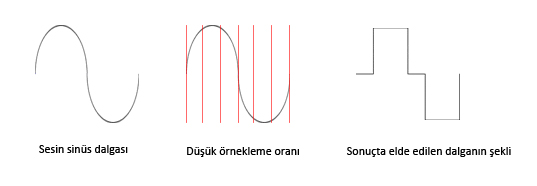 Sesin sinüs dalgası
Düşük örnekleme oranı
Sonuçta elde edilen dalganın şekli